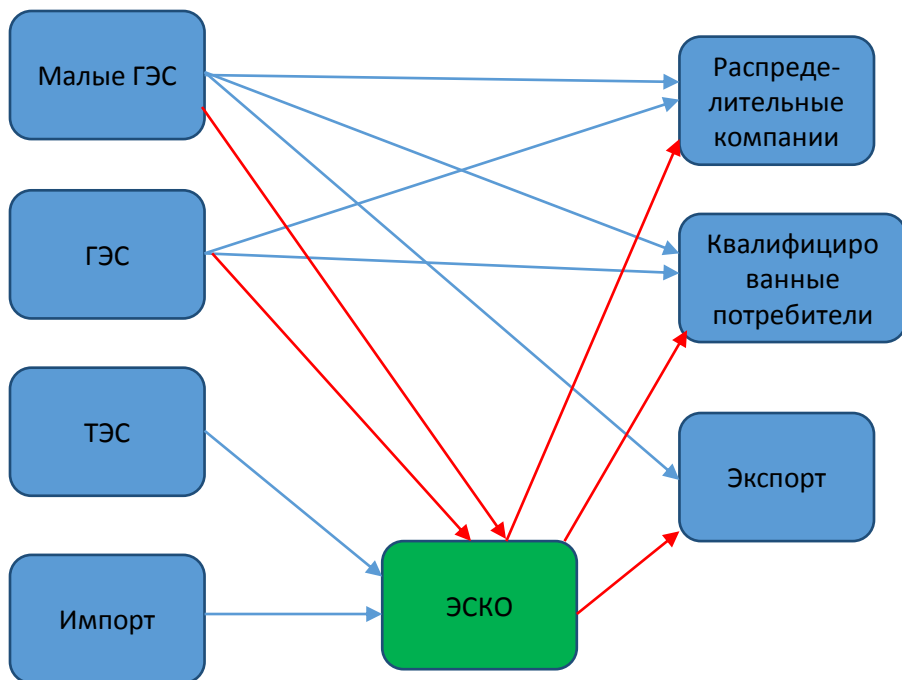 Малые ГЭС
ГЭС
ТЭС
Импорт
ЭСКО
Распреде-
лительные
компании
Квалифициро
ванные
потребители
Экспорт